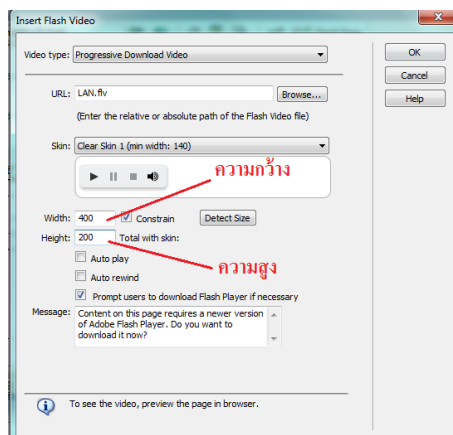 Insert Flash Video
Video type: Progressive Download Video
OK
Cancel
Help
URL: LAN.flv Browse...
(Enter the relative or absolute path of the Flash Video file)
Skin: Clear Skin 1 (min width: 140)
ความกว้าง
Width: 400 Constrain Detect Size
Height: 200 Total with skin:
Auto play
ความสูง
Auto rewind
Prompt users to download Flash Player if necessary
Message: Content on this page requires a newer version
of Adobe Flash Player. Do you want to
download it now?
To see the video, preview the page in browser.